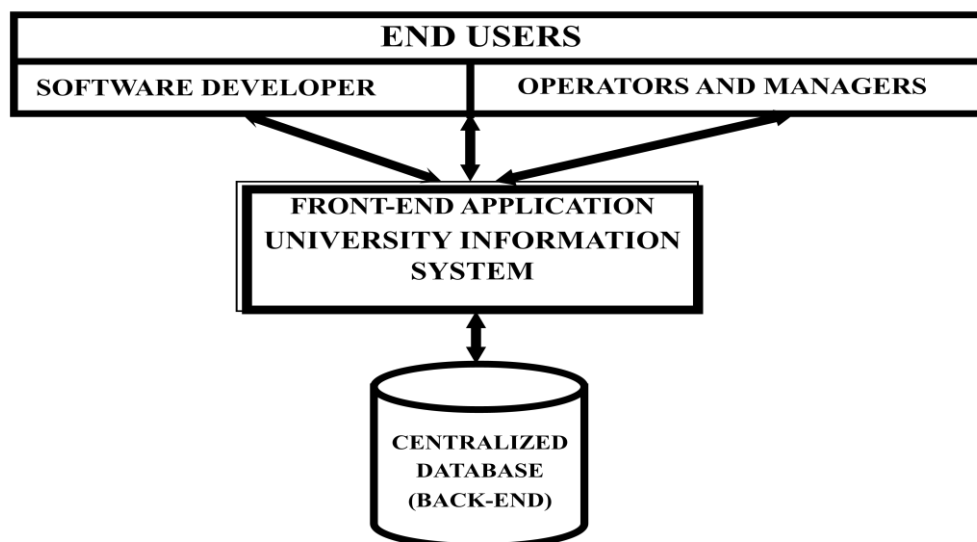 END USERS
SOFTWARE DEVELOPER
OPERATORS AND MANAGERS
FRONT-END APPLICATION
UNIVERSITY INFORMATION
SYSTEM
CENTRALIZED
DATABASE
(BACK-END)